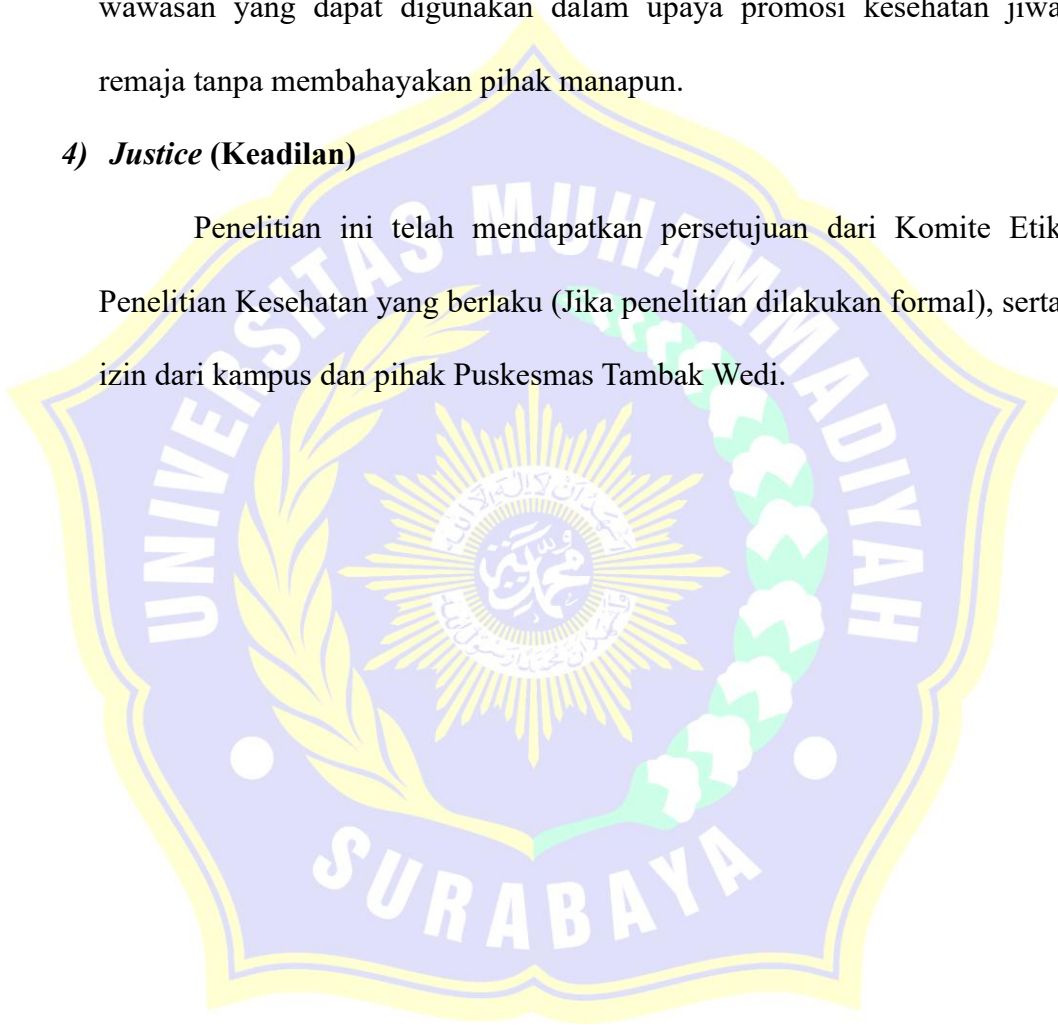 wawasan yang dapat digunakan dalam upaya promosi kesehatan jiwa
remaja tanpa membahayakan pihak manapun.
4) Justice (Keadilan)
Penelitian ini telah mendapatkan persetujuan dari Komite Etik
Penelitian Kesehatan yang berlaku (Jika penelitian dilakukan formal), serta
izin dari kampus dan pihak Puskesmas Tambak Wedi.
UNIVERSITAS MUHAMMADIYAH
SURABAYA